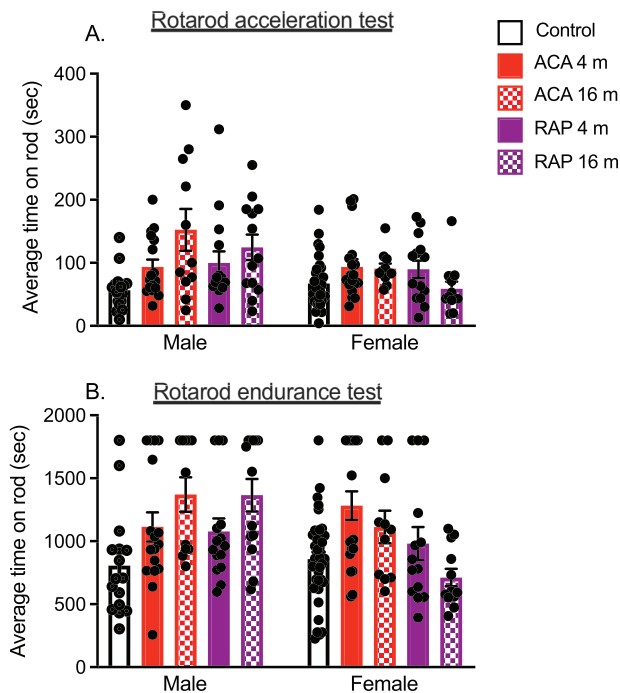 A.
Rotarod acceleration test
Control
ACA 4 m
ACA 16 m
RAP 4 m
RAP 16 m
Average time on rod (sec)
400
300
200
100
0
Male
Female
B.
Rotarod endurance test
Average time on rod (sec)
2000
1500
1000
500
0
Male
Female